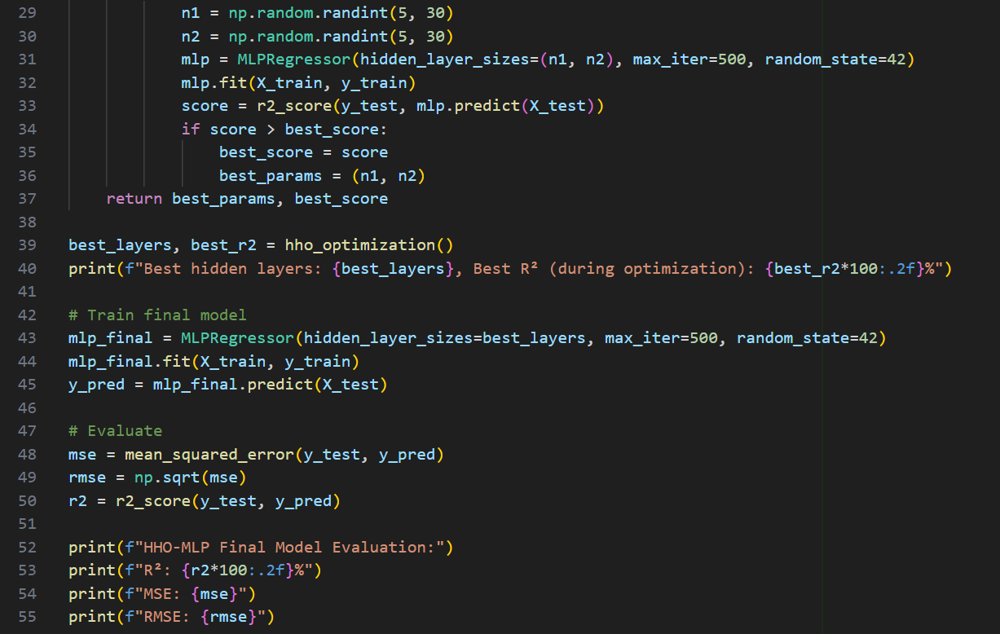 29 n1 = np.random.randint(5, 30)
30 n2 = np.random.randint(5, 30)
31 mlp = MLPRegressor(hidden_layer_sizes=(n1, n2), max_iter=500, random_state=42)
32 mlp.fit(X_train, y_train)
33 score = r2_score(y_test, mlp.predict(X_test))
34 if score > best_score:
35 best_score = score
36 best_params = (n1, n2)
37 return best_params, best_score
38
39 best_layers, best_r2 = hho_optimization()
40 print(f"Best hidden layers: {best_layers}, Best R² (during optimization): {best_r2*100:.2f}%")
41
42 # Train final model
43 mlp_final = MLPRegressor(hidden_layer_sizes=best_layers, max_iter=500, random_state=42)
44 mlp_final.fit(X_train, y_train)
45 y_pred = mlp_final.predict(X_test)
46
47 # Evaluate
48 mse = mean_squared_error(y_test, y_pred)
49 rmse = np.sqrt(mse)
50 r2 = r2_score(y_test, y_pred)
51
52 print(f"HHO-MLP Final Model Evaluation:")
53 print(f"R²: {r2*100:.2f}%")
54 print(f"MSE: {mse}")
55 print(f"RMSE: {rmse}")